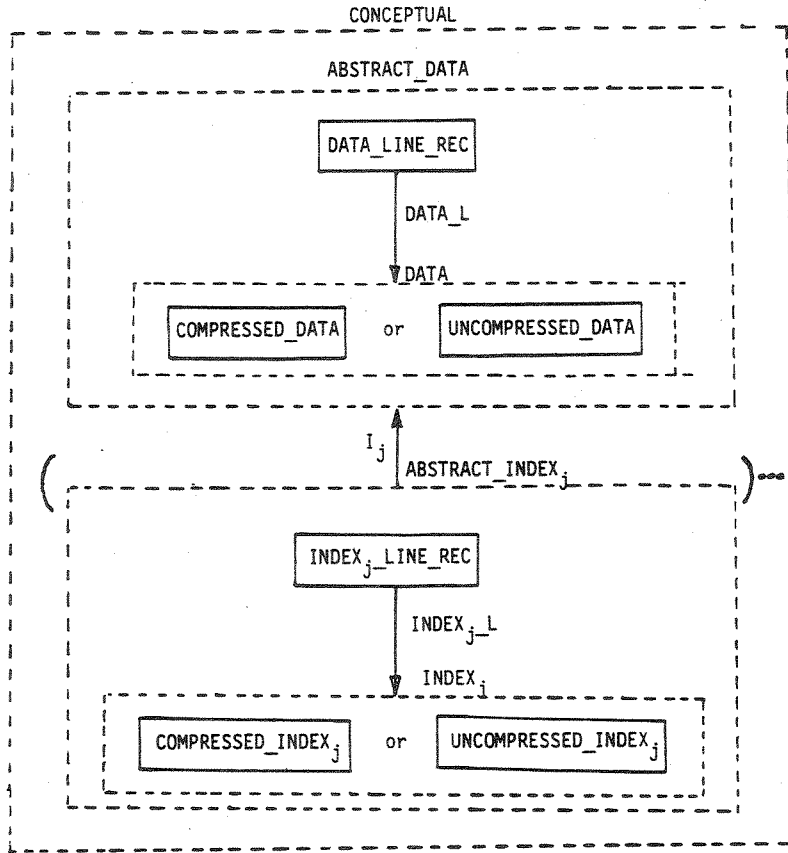 CONCEPTUAL
ABSTRACT_DATA
DATA_LINE_REC
DATA_L
DATA
COMPRESSED_DATA or UNCOMPRESSED_DATA
I_j
ABSTRACT_INDEX_j
( ) •••
INDEX_j_LINE_REC
INDEX_j_L
INDEX_j
COMPRESSED_INDEX_j or UNCOMPRESSED_INDEX_j